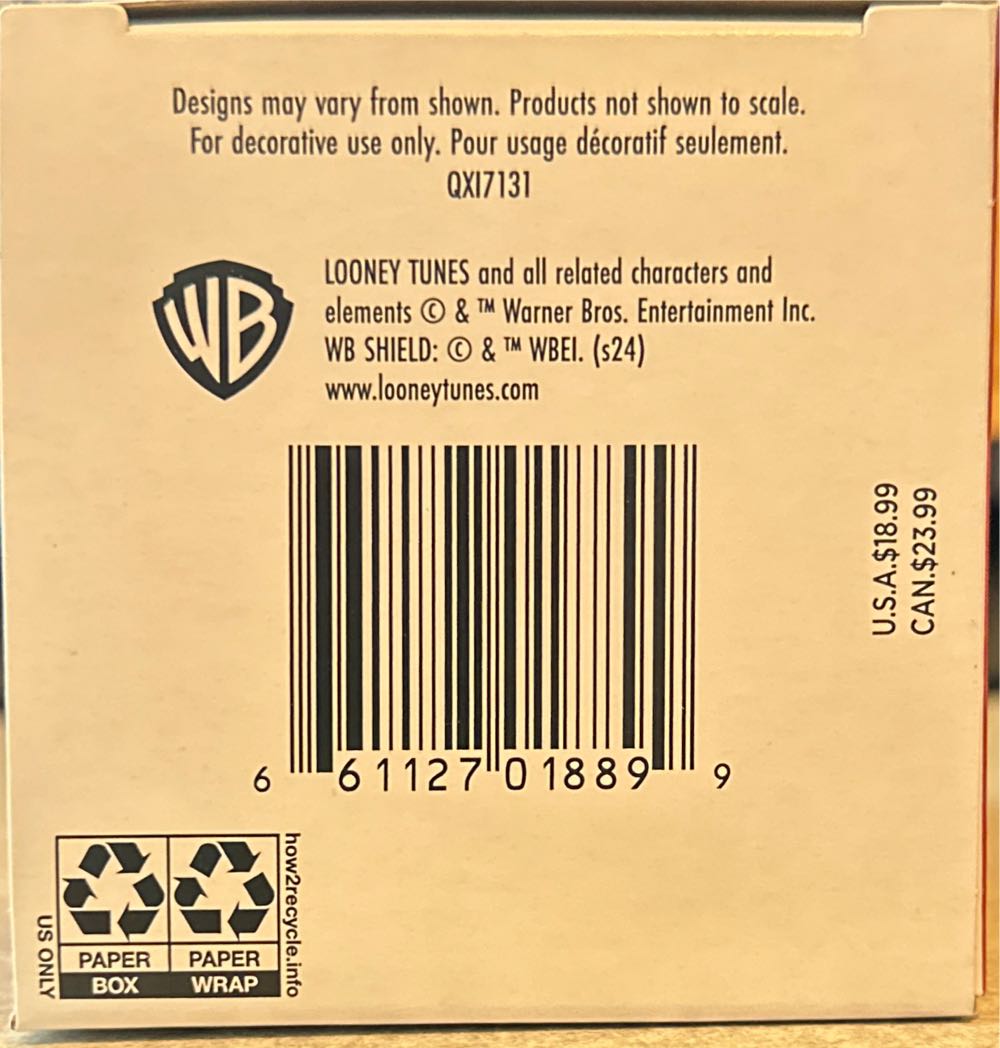 Designs may vary from shown. Products not shown to scale.
For decorative use only. Pour usage décoratif seulement.
QXI7131
WB
LOONEY TUNES and all related characters and
elements © & ™ Warner Bros. Entertainment Inc.
WB SHIELD: © & ™ WBEI. (s24)
www.looneytunes.com
U.S.A.$18.99
CAN.$23.99
6 61127 01889 9
US ONLY
PAPER PAPER
BOX WRAP
how2recycle.info